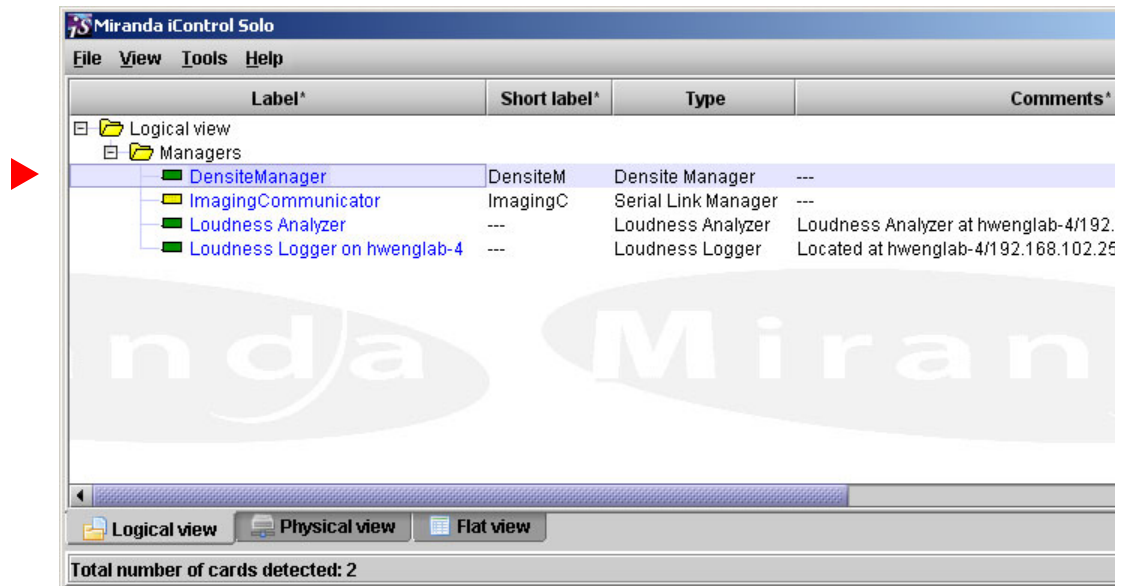 iS Miranda iControl Solo
File View Tools Help
Label* Short label* Type Comments*
Logical view
Managers
DensiteManager DensiteM Densite Manager ---
ImagingCommunicator ImagingC Serial Link Manager ---
Loudness Analyzer --- Loudness Analyzer Loudness Analyzer at hwenglab-4/192.
Loudness Logger on hwenglab-4 --- Loudness Logger Located at hwenglab-4/192.168.102.25
nda Miran
Logical view Physical view Flat view
Total number of cards detected: 2